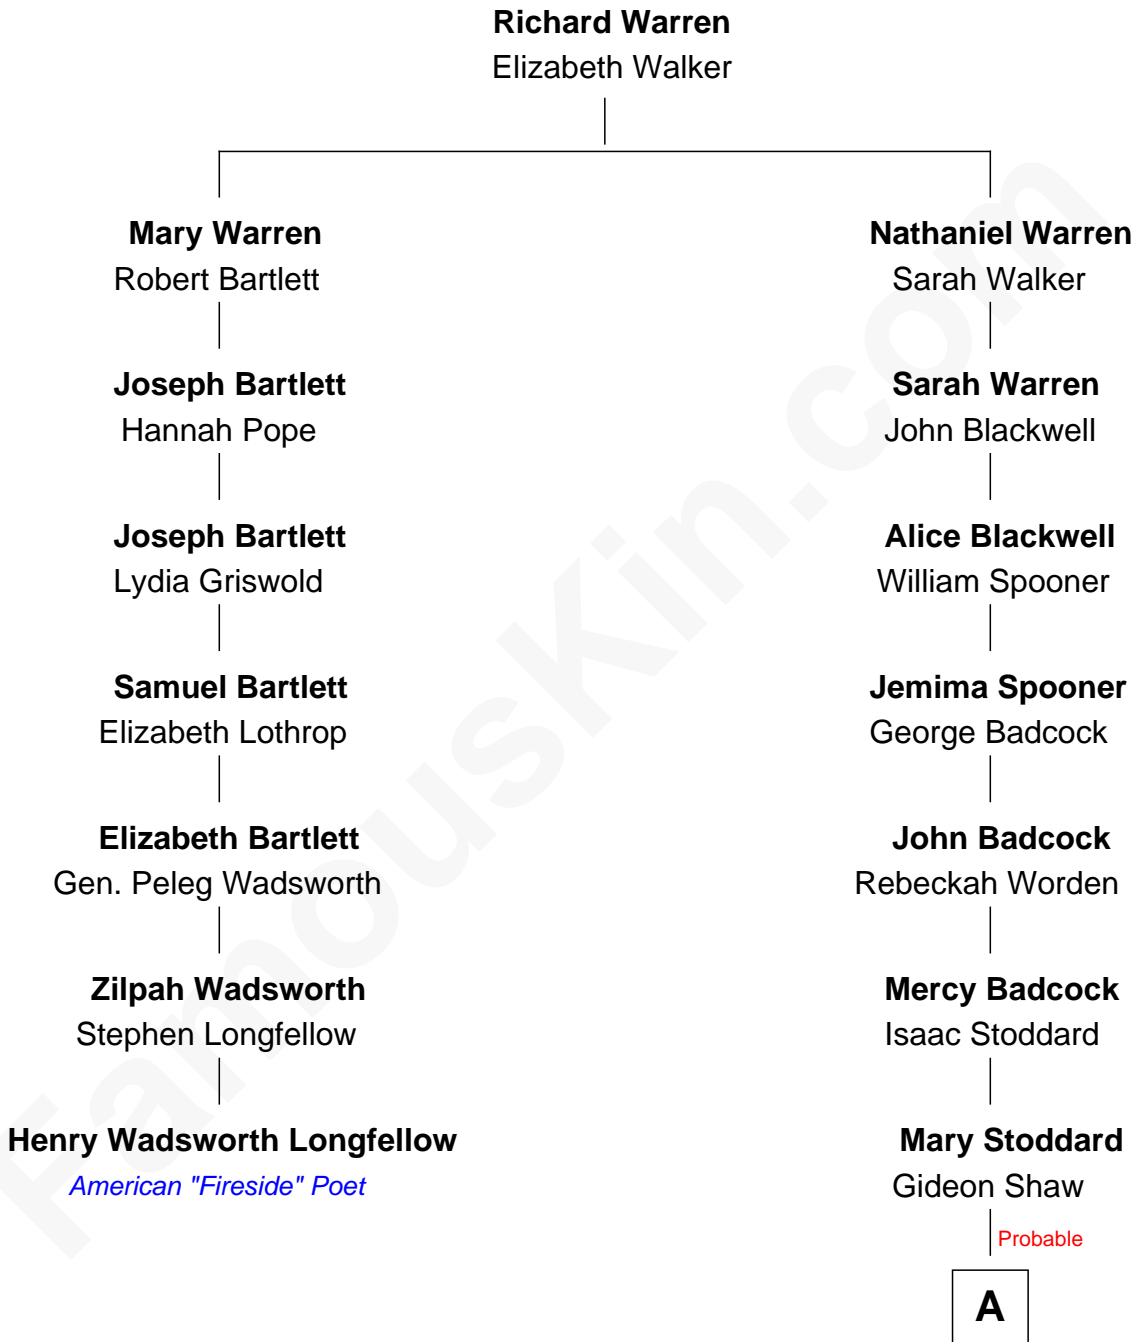 Richard Warren
Elizabeth Walker
Mary Warren
Robert Bartlett
Nathaniel Warren
Sarah Walker
Joseph Bartlett
Hannah Pope
Sarah Warren
John Blackwell
Joseph Bartlett
Lydia Griswold
Alice Blackwell
William Spooner
Samuel Bartlett
Elizabeth Lothrop
Jemima Spooner
George Badcock
Elizabeth Bartlett
Gen. Peleg Wadsworth
John Badcock
Rebeckah Worden
Zilpah Wadsworth
Stephen Longfellow
Mercy Badcock
Isaac Stoddard
Henry Wadsworth Longfellow
American "Fireside" Poet
Mary Stoddard
Gideon Shaw
Probable
A
FamousKin.com